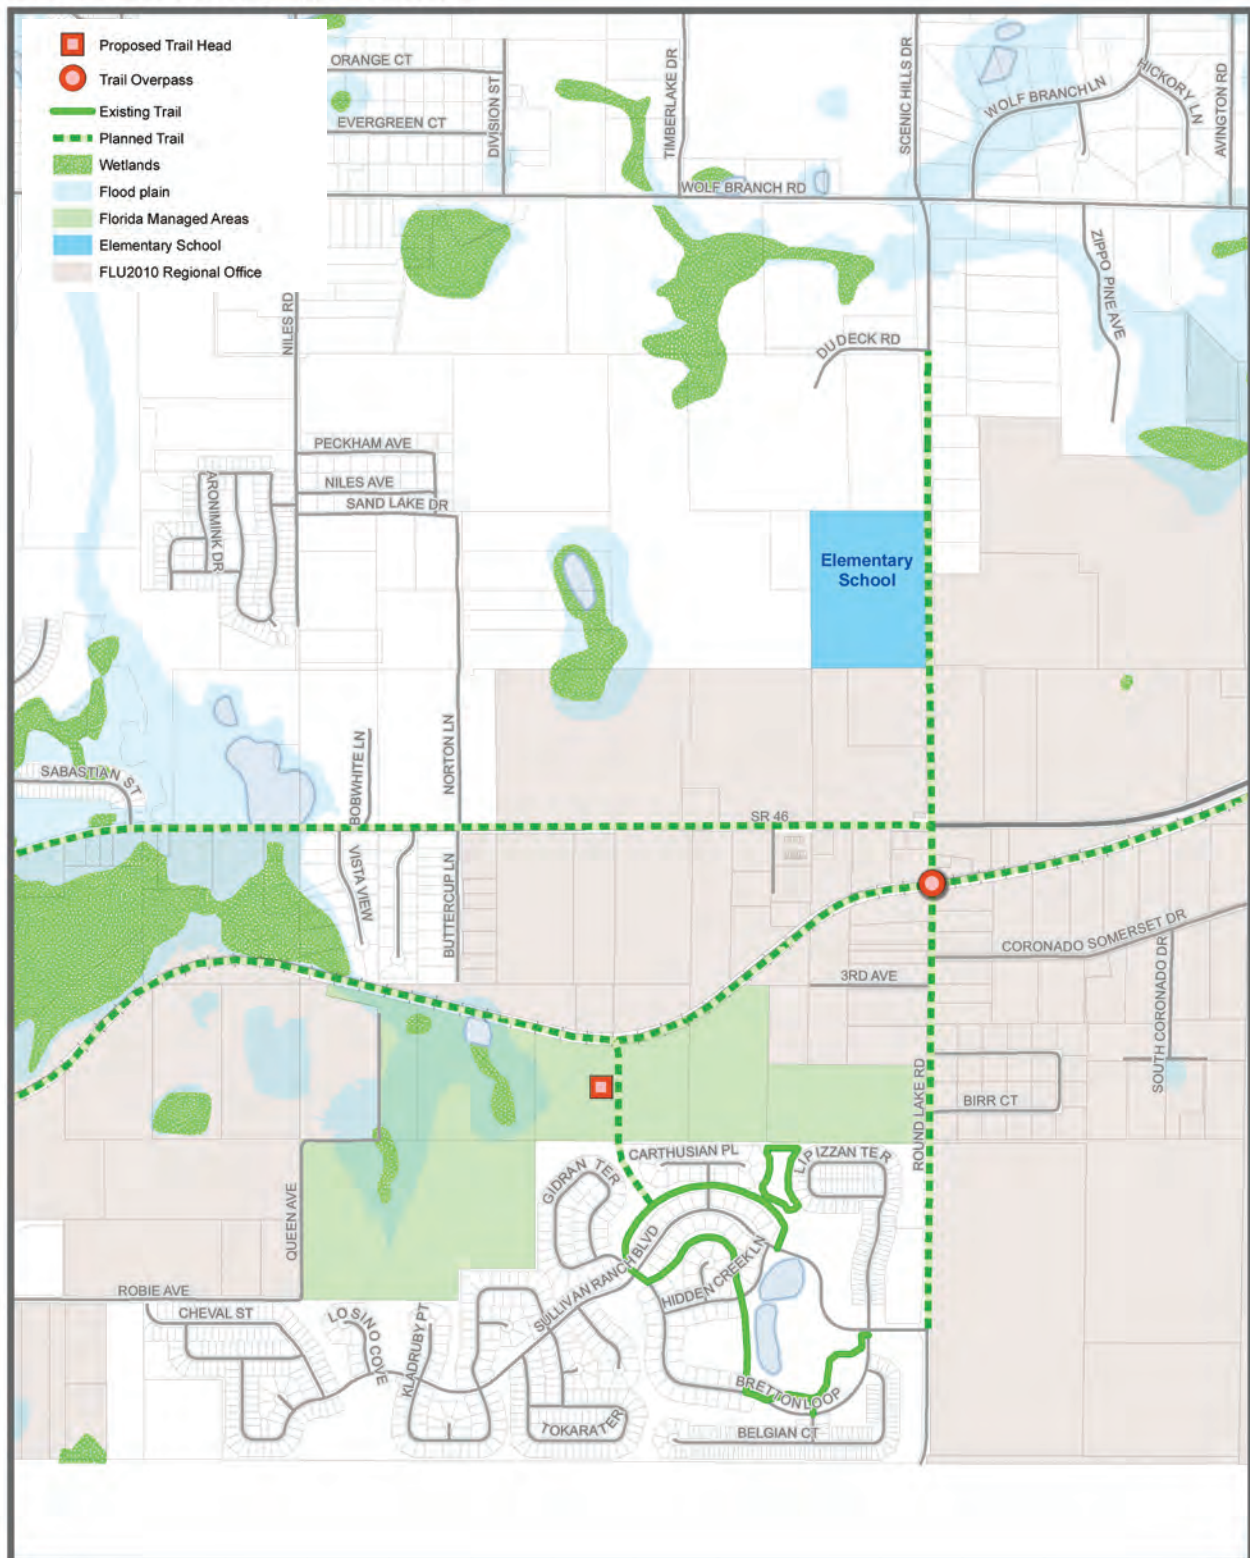 Proposed Trail Head
Trail Overpass
Existing Trail
Planned Trail
Wetlands
Flood plain
Florida Managed Areas
Elementary School
FLU2010 Regional Office
ORANGE CT
EVERGREEN CT
DIVISION ST
TIMBERLAKE DR
SCENIC HILLS DR
WOLF BRANCH LN
HICKORY LN
AVINGTON RD
WOLF BRANCH RD
ZIPPO PINE AVE
NILES RD
DUDECK RD
PECKHAM AVE
NILES AVE
SAND LAKE DR
ARONIMINK DR
Elementary
School
SABASTIAN ST
BOBWHITE LN
NORTON LN
SR 46
VISTA VIEW
BUTTERCUP LN
CORONADO SOMERSET DR
3RD AVE
SOUTH CORONADO DR
ROUND LAKE RD
BIRR CT
CARTHUSIAN PL
LIPIZZAN TER
GIDRAN TER
QUEEN AVE
SULLIVAN RANCH BLVD
HIDDEN CREEK LN
ROBIE AVE
CHEVAL ST
LOSINO COVE
KLADRUBY PT
BRETTON LOOP
TOKARA TER
BELGIAN CT